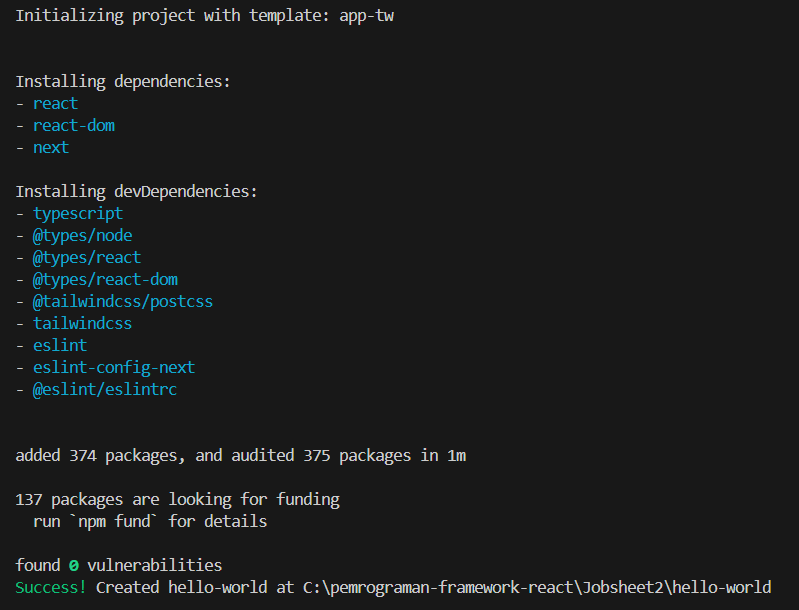 Initializing project with template: app-tw
Installing dependencies:
- react
- react-dom
- next
Installing devDependencies:
- typescript
- @types/node
- @types/react
- @types/react-dom
- @tailwindcss/postcss
- tailwindcss
- eslint
- eslint-config-next
- @eslint/eslintrc
added 374 packages, and audited 375 packages in 1m
137 packages are looking for funding
  run `npm fund` for details
found 0 vulnerabilities
Success! Created hello-world at C:\pemrograman-framework-react\Jobsheet2\hello-world